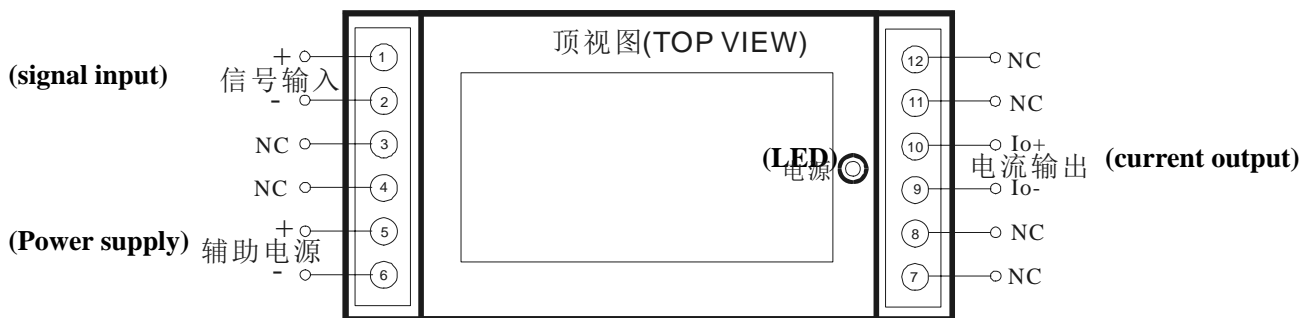 顶视图(TOP VIEW)
+ 1
(signal input) 信号输入
- 2
NC 3
NC 4
+ 5
(Power supply) 辅助电源
- 6
(LED)
电源
12 NC
11 NC
10 Io+
电流输出 (current output)
9 Io-
8 NC
7 NC